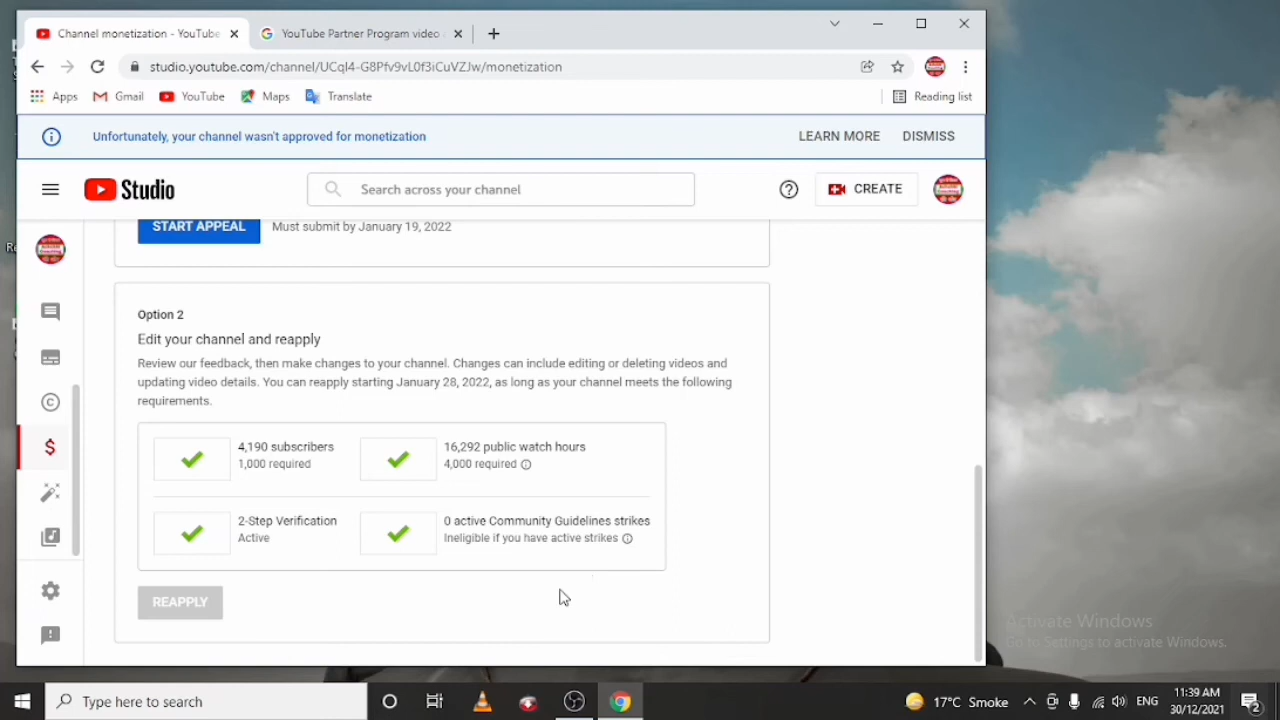 Channel monetization - YouTube
YouTube Partner Program video
studio.youtube.com/channel/UCqI4-G8Pfv9vL0f3iCuVZJw/monetization
Apps Gmail YouTube Maps Translate Reading list
Unfortunately, your channel wasn't approved for monetization LEARN MORE DISMISS
Studio Search across your channel CREATE
START APPEAL Must submit by January 19, 2022
Option 2
Edit your channel and reapply
Review our feedback, then make changes to your channel. Changes can include editing or deleting videos and
updating video details. You can reapply starting January 28, 2022, as long as your channel meets the following
requirements.
4,190 subscribers 16,292 public watch hours
1,000 required 4,000 required
2-Step Verification 0 active Community Guidelines strikes
Active Ineligible if you have active strikes
REAPPLY
Activate Windows
Go to Settings to activate Windows.
Type here to search
17°C Smoke
ENG
11:39 AM
30/12/2021
2